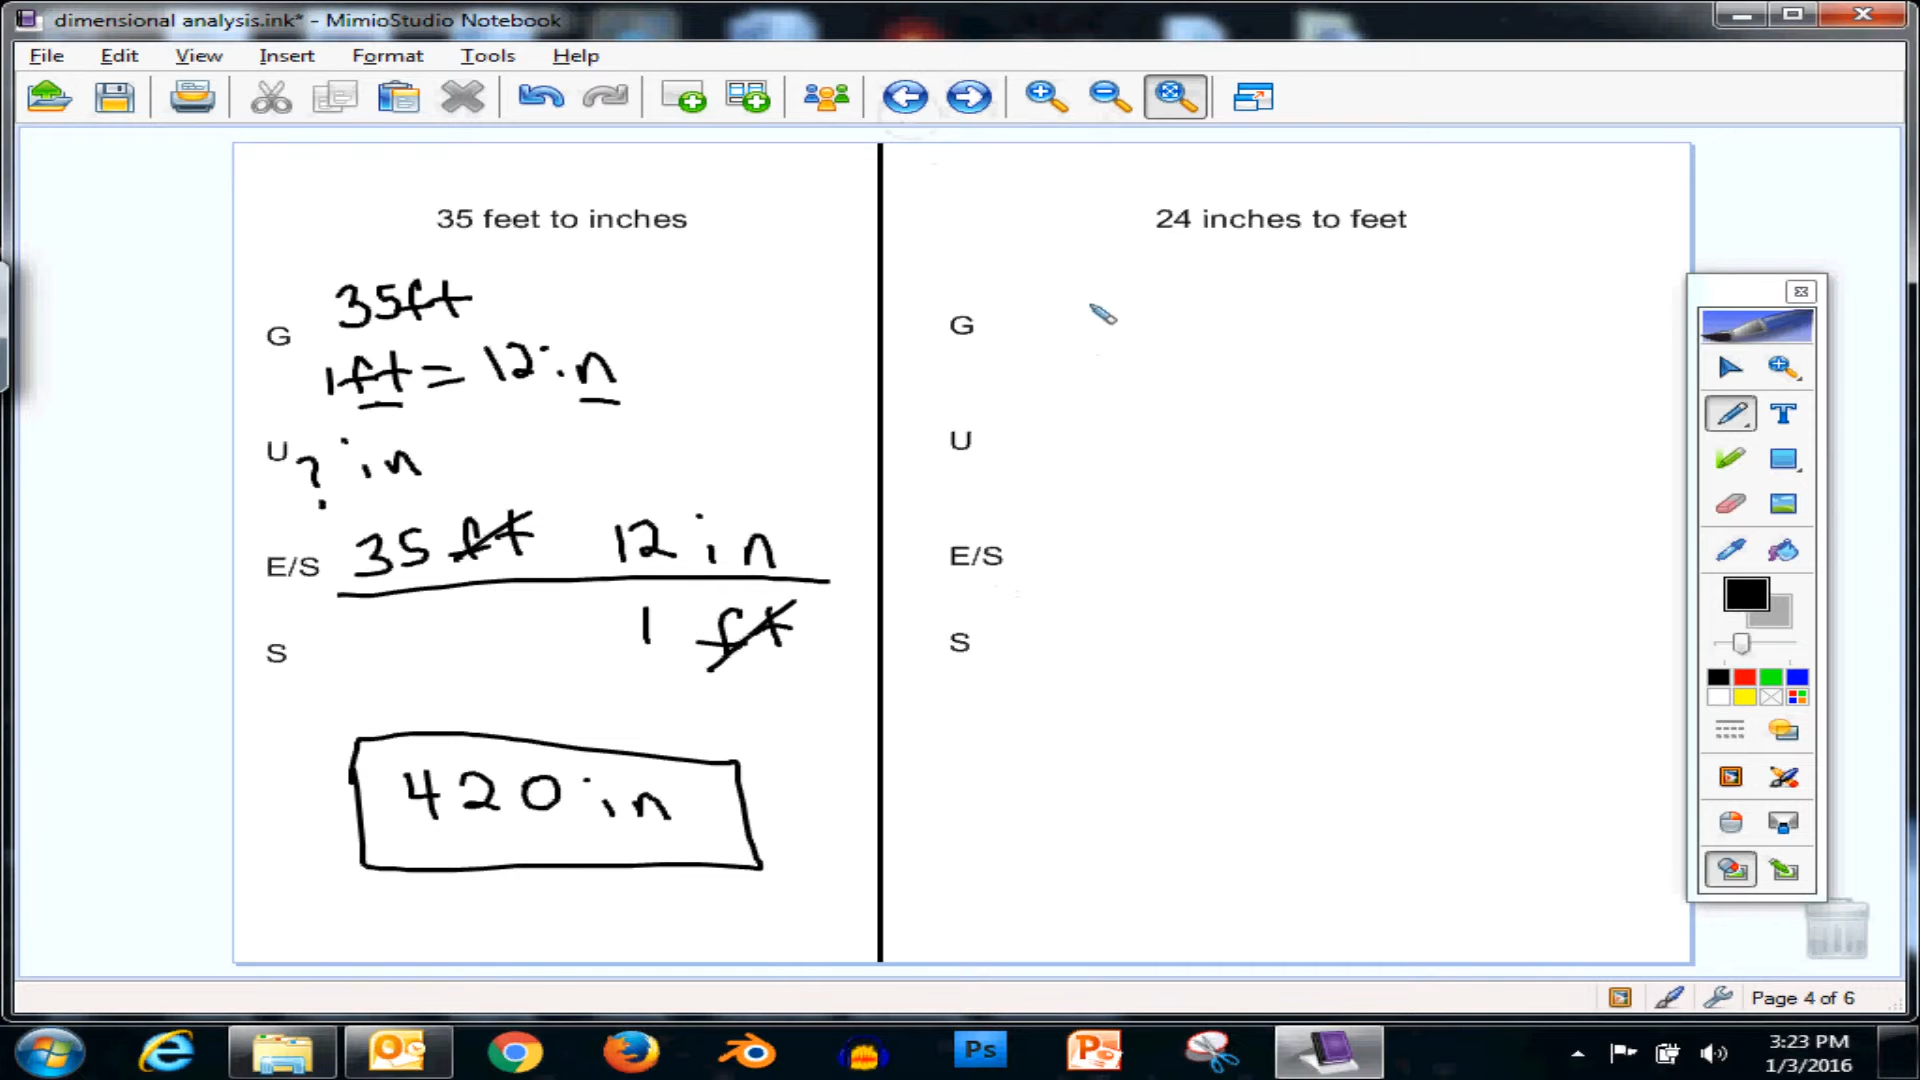 dimensional analysis.ink* - MimioStudio Notebook
File Edit View Insert Format Tools Help
35 feet to inches
G 35ft
1ft = 12in
U ? in
E/S 35 ft 12 in
1 ft
S
420 in
24 inches to feet
G
U
E/S
S
T
Page 4 of 6
Ps
3:23 PM
1/3/2016